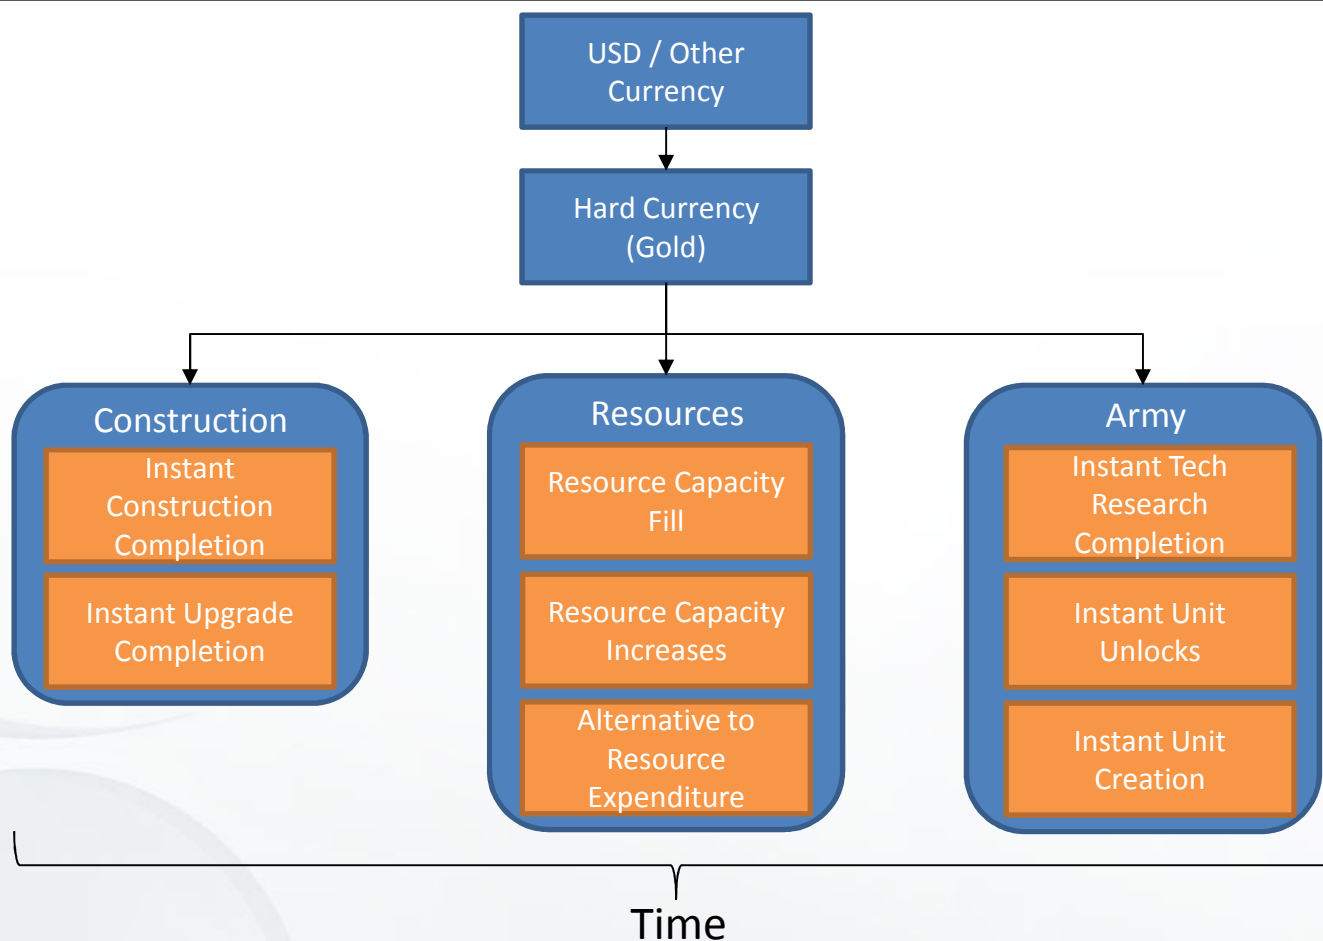 USD / Other
Currency
Hard Currency
(Gold)
Construction
Instant
Construction
Completion
Instant Upgrade
Completion
Resources
Resource Capacity
Fill
Resource Capacity
Increases
Alternative to
Resource
Expenditure
Army
Instant Tech
Research
Completion
Instant Unit
Unlocks
Instant Unit
Creation
Time